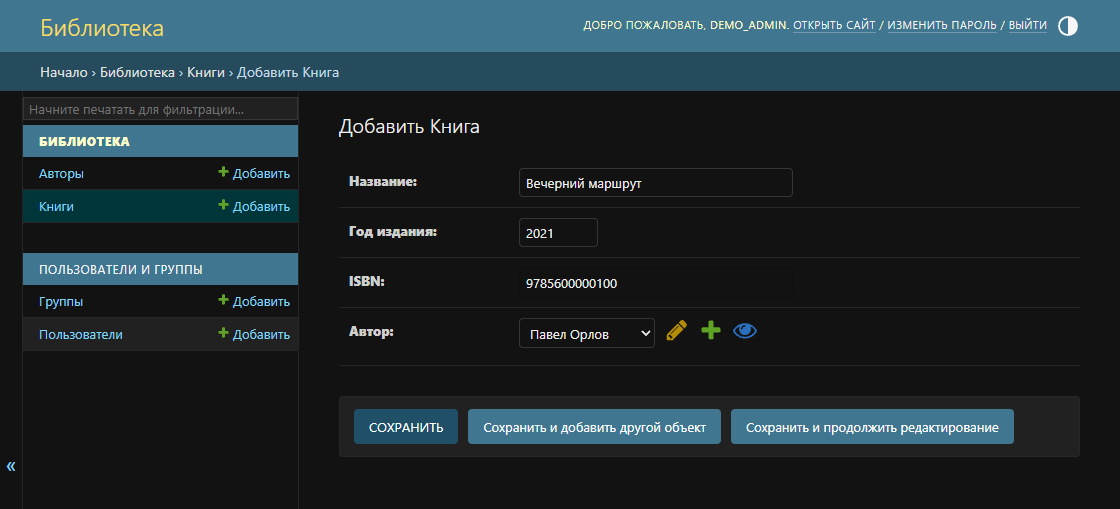 Библиотека
ДОБРО ПОЖАЛОВАТЬ, DEMO_ADMIN. ОТКРЫТЬ САЙТ / ИЗМЕНИТЬ ПАРОЛЬ / ВЫЙТИ
Начало › Библиотека › Книги › Добавить Книга
Начните печатать для фильтрации...
БИБЛИОТЕКА
Авторы + Добавить
Книги + Добавить
ПОЛЬЗОВАТЕЛИ И ГРУППЫ
Группы + Добавить
Пользователи + Добавить
«
Добавить Книга
Название: Вечерний маршрут
Год издания: 2021
ISBN: 9785600000100
Автор: Павел Орлов
СОХРАНИТЬ Сохранить и добавить другой объект Сохранить и продолжить редактирование